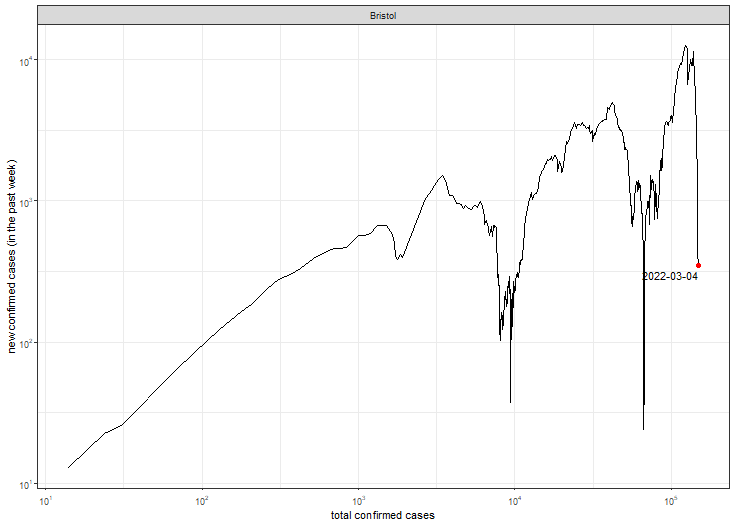 Bristol
new confirmed cases (in the past week)
10⁴
10³
10²
10¹
2022-03-04
10¹ 10² 10³ 10⁴ 10⁵
total confirmed cases